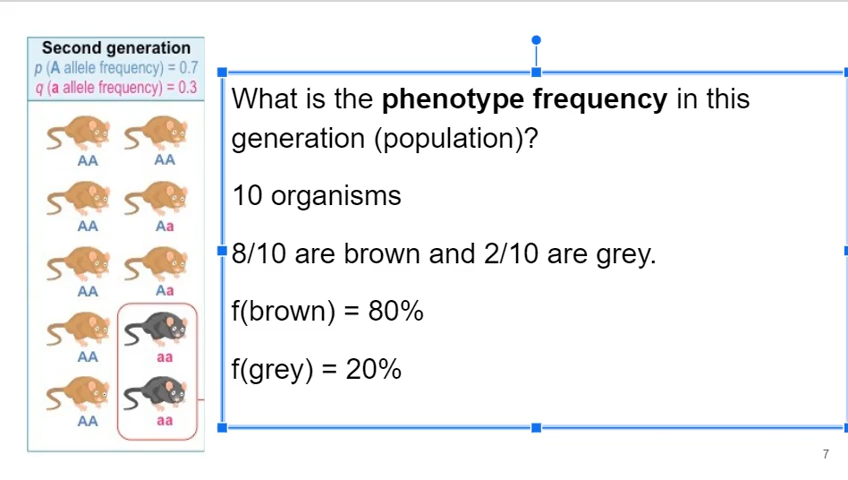 Second generation
p (A allele frequency) = 0.7
q (a allele frequency) = 0.3
AA AA
AA Aa
AA Aa
AA aa
AA aa
What is the phenotype frequency in this
generation (population)?
10 organisms
8/10 are brown and 2/10 are grey.
f(brown) = 80%
f(grey) = 20%
7